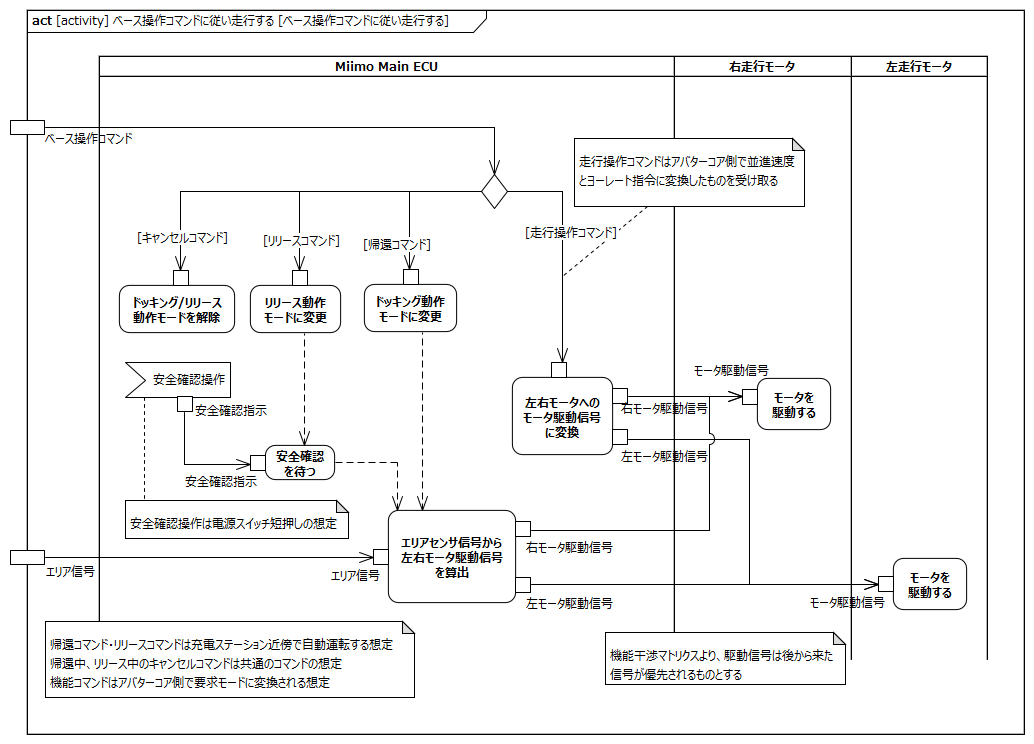 act [activity] ベース操作コマンドに従い走行する [ベース操作コマンドに従い走行する]
Miimo Main ECU
右走行モータ
左走行モータ
ベース操作コマンド
走行操作コマンドはアバターコア側で並進速度
とヨーレート指令に変換したものを受け取る
[キャンセルコマンド]
[リリースコマンド]
[帰還コマンド]
[走行操作コマンド]
ドッキング/リリース
動作モードを解除
リリース動作
モードに変更
ドッキング動作
モードに変更
安全確認操作
安全確認指示
左右モータへの
モータ駆動信号
に変換
右モータ駆動信号
左モータ駆動信号
モータ駆動信号
モータを
駆動する
安全確認指示
安全確認
を待つ
安全確認操作は電源スイッチ短押しの想定
エリア信号
エリア信号
エリアセンサ信号から
左右モータ駆動信号
を算出
右モータ駆動信号
左モータ駆動信号
モータ駆動信号
モータを
駆動する
帰還コマンド・リリースコマンドは充電ステーション近傍で自動運転する想定
帰還中、リリース中のキャンセルコマンドは共通のコマンドの想定
機能コマンドはアバターコア側で要求モードに変換される想定
機能干渉マトリクスより、駆動信号は後から来た
信号が優先されるものとする